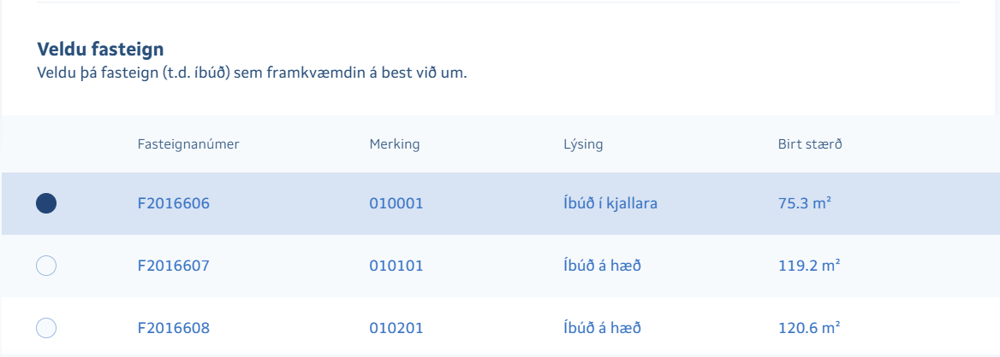 Veldu fasteign
Veldu þá fasteign (t.d. íbúð) sem framkvæmdin á best við um.
Fasteignanúmer Merking Lýsing Birt stærð
F2016606 010001 Íbúð í kjallara 75.3 m²
F2016607 010101 Íbúð á hæð 119.2 m²
F2016608 010201 Íbúð á hæð 120.6 m²